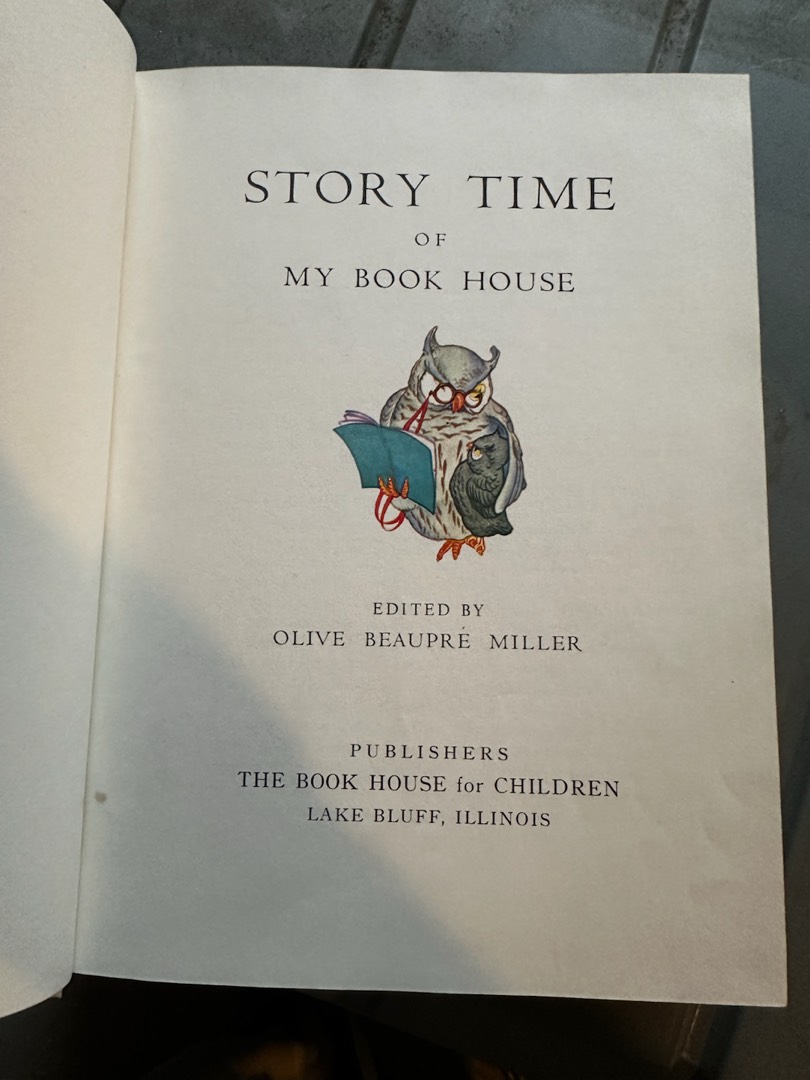 STORY TIME
OF
MY BOOK HOUSE
EDITED BY
OLIVE BEAUPRÉ MILLER
PUBLISHERS
THE BOOK HOUSE for CHILDREN
LAKE BLUFF, ILLINOIS